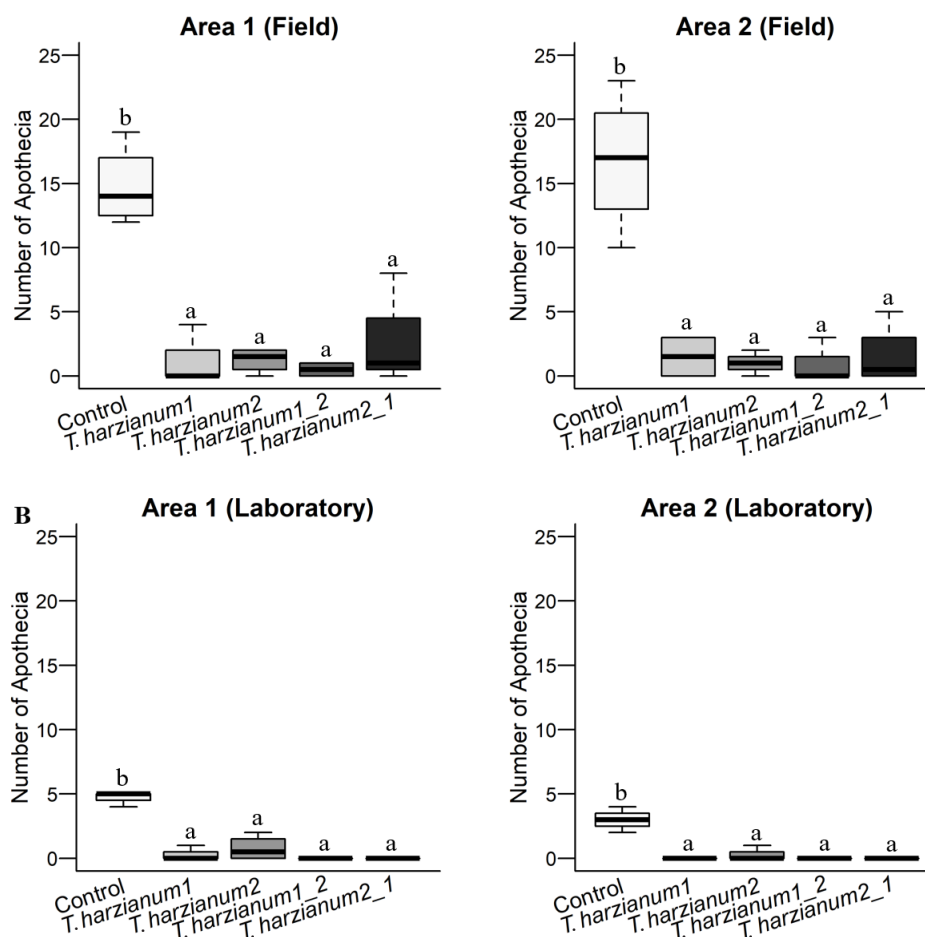 Area 1 (Field)
Number of Apothecia
25
20
15
10
5
0
b
a
a
a
a
Control
T. harzianum1
T. harzianum2
T. harzianum1_2
T. harzianum2_1
Area 2 (Field)
Number of Apothecia
25
20
15
10
5
0
b
a
a
a
a
Control
T. harzianum1
T. harzianum2
T. harzianum1_2
T. harzianum2_1
B
Area 1 (Laboratory)
Number of Apothecia
25
20
15
10
5
0
b
a
a
a
a
Control
T. harzianum1
T. harzianum2
T. harzianum1_2
T. harzianum2_1
Area 2 (Laboratory)
Number of Apothecia
25
20
15
10
5
0
b
a
a
a
a
Control
T. harzianum1
T. harzianum2
T. harzianum1_2
T. harzianum2_1